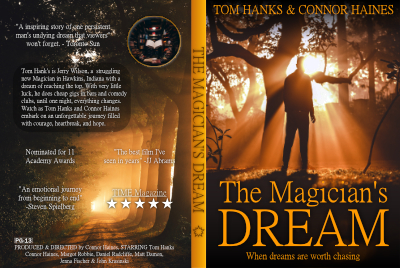 "A magicial story of one persistent
man's undying dream that viewers
won't forget. - Toronto Sun
Tom Hank's is Jerry Wilson, a struggling
new Magician in Hawkins, Indiana with a
dream of reaching the top. With very little
luck, he does cheap gigs in bars and comedy
clubs, until one night, everything changes.
Watch as Tom Hanks and Connor Haines
embark on an unforgettable journey filled
with courage, heartbreak, and hope.
Nominated for 11
Academy Awards
"The best film I've
seen in years" -JJ Abrams
"An emotional journey
from beginning to end"
-Steven Spielberg
TIME Magazine
PG-13
PRODUCED & DIRECTED by Connor Haines, STARRING Tom Hanks
Connor Haines, Margot Robbie, Daniel Radcliffe, Matt Damon,
Jenna Fischer & John Krasinski
THE MAGICIAN'S DREAM
TOM HANKS & CONNOR HAINES
The Magician's
DREAM
When dreams are worth chasing